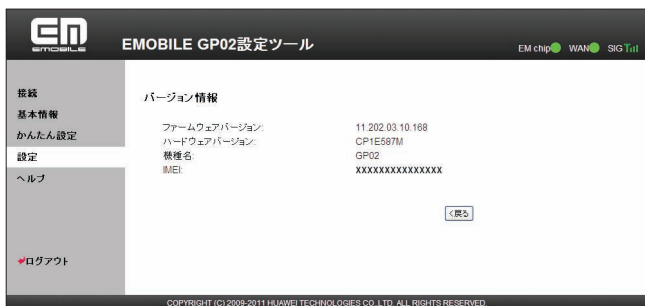 EM
EMOBILE
EMOBILE GP02設定ツール
EM chip WAN SIG
接続
基本情報
かんたん設定
設定
ヘルプ
ログアウト
バージョン情報
ファームウェアバージョン: 11.202.03.10.168
ハードウェアバージョン: CP1E587M
機種名: GP02
IMEI: XXXXXXXXXXXXXXX
<戻る
COPYRIGHT (C) 2009-2011 HUAWEI TECHNOLOGIES CO.,LTD. ALL RIGHTS RESERVED.